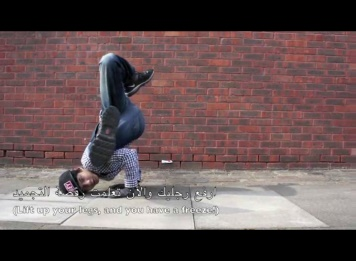 ارفع رجليك والآن تعلمت رقصة التجميد
(Lift up your legs, and you have a freeze!)